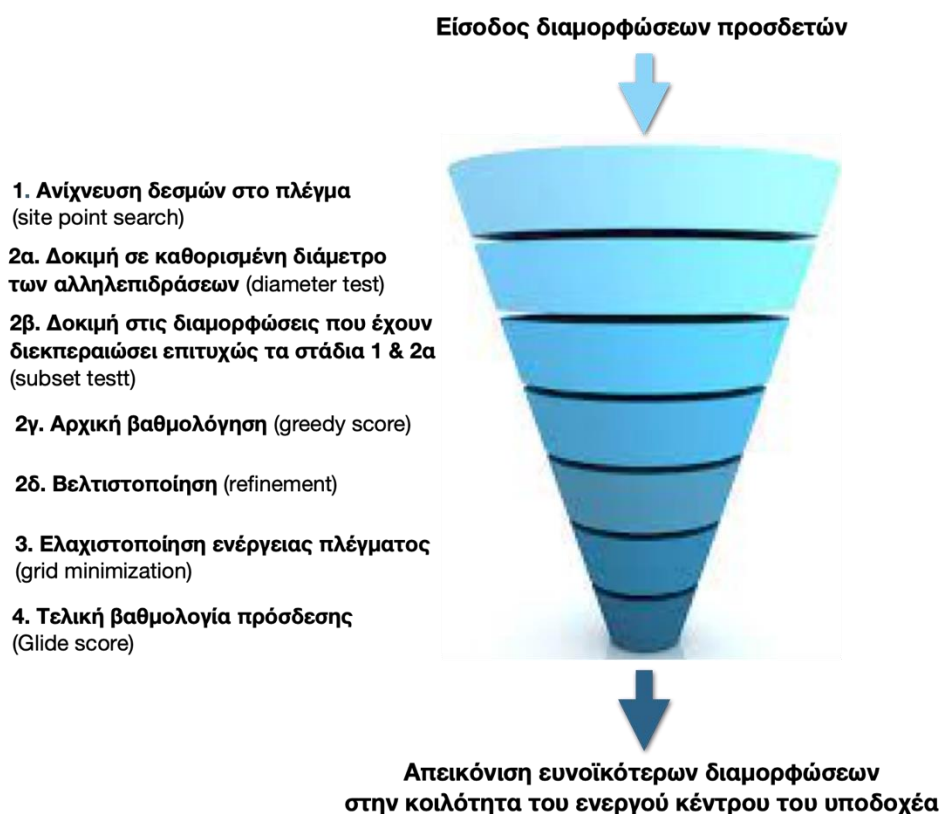 Είσοδος διαμορφώσεων προσδετών
1. Ανίχνευση δεσμών στο πλέγμα
(site point search)
2α. Δοκιμή σε καθορισμένη διάμετρο
των αλληλεπιδράσεων (diameter test)
2β. Δοκιμή στις διαμορφώσεις που έχουν
διεκπεραιώσει επιτυχώς τα στάδια 1 & 2α
(subset testt)
2γ. Αρχική βαθμολόγηση (greedy score)
2δ. Βελτιστοποίηση (refinement)
3. Ελαχιστοποίηση ενέργειας πλέγματος
(grid minimization)
4. Τελική βαθμολογία πρόσδεσης
(Glide score)
Απεικόνιση ευνοϊκότερων διαμορφώσεων
στην κοιλότητα του ενεργού κέντρου του υποδοχέα